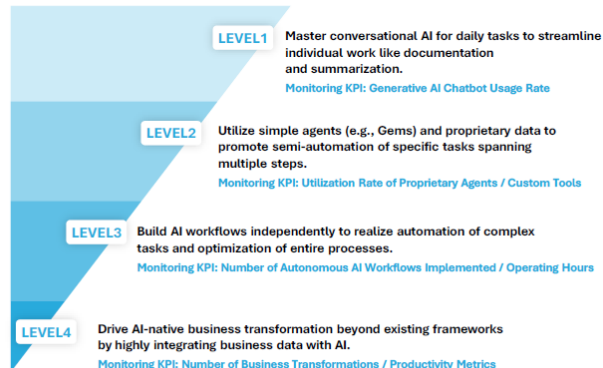 LEVEL1
Master conversational AI for daily tasks to streamline
individual work like documentation
and summarization.
Monitoring KPI: Generative AI Chatbot Usage Rate
LEVEL2
Utilize simple agents (e.g., Gems) and proprietary data to
promote semi-automation of specific tasks spanning
multiple steps.
Monitoring KPI: Utilization Rate of Proprietary Agents / Custom Tools
LEVEL3
Build AI workflows independently to realize automation of complex
tasks and optimization of entire processes.
Monitoring KPI: Number of Autonomous AI Workflows Implemented / Operating Hours
LEVEL4
Drive AI-native business transformation beyond existing frameworks
by highly integrating business data with AI.
Monitoring KPI: Number of Business Transformations / Productivity Metrics